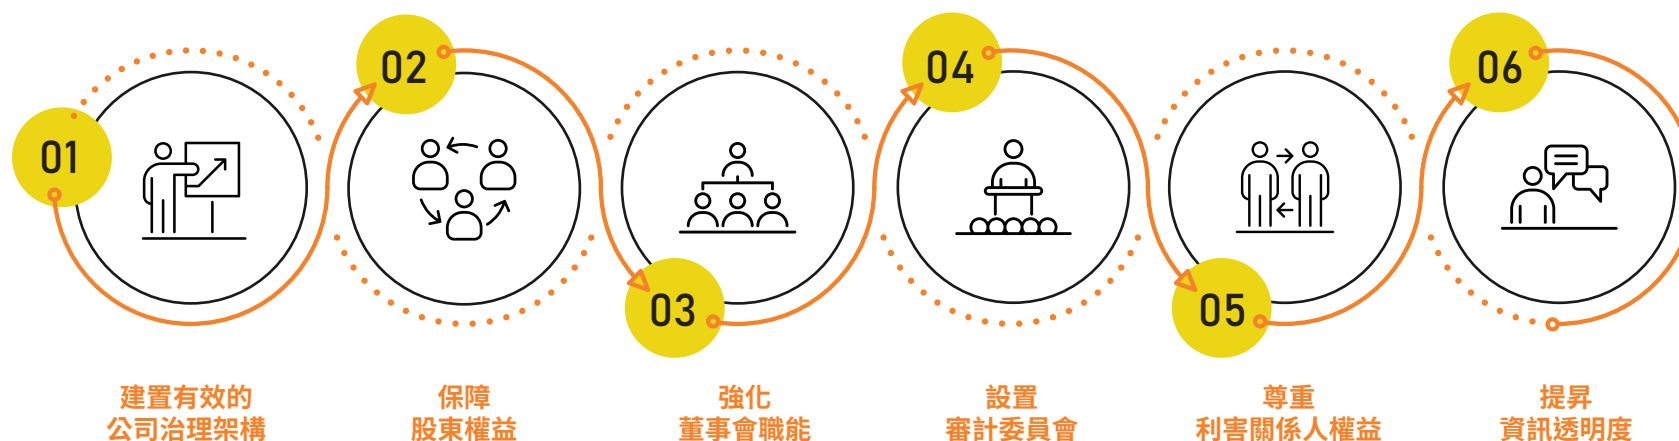 01
建置有效的
公司治理架構
02
保障
股東權益
03
強化
董事會職能
04
設置
審計委員會
05
尊重
利害關係人權益
06
提昇
資訊透明度